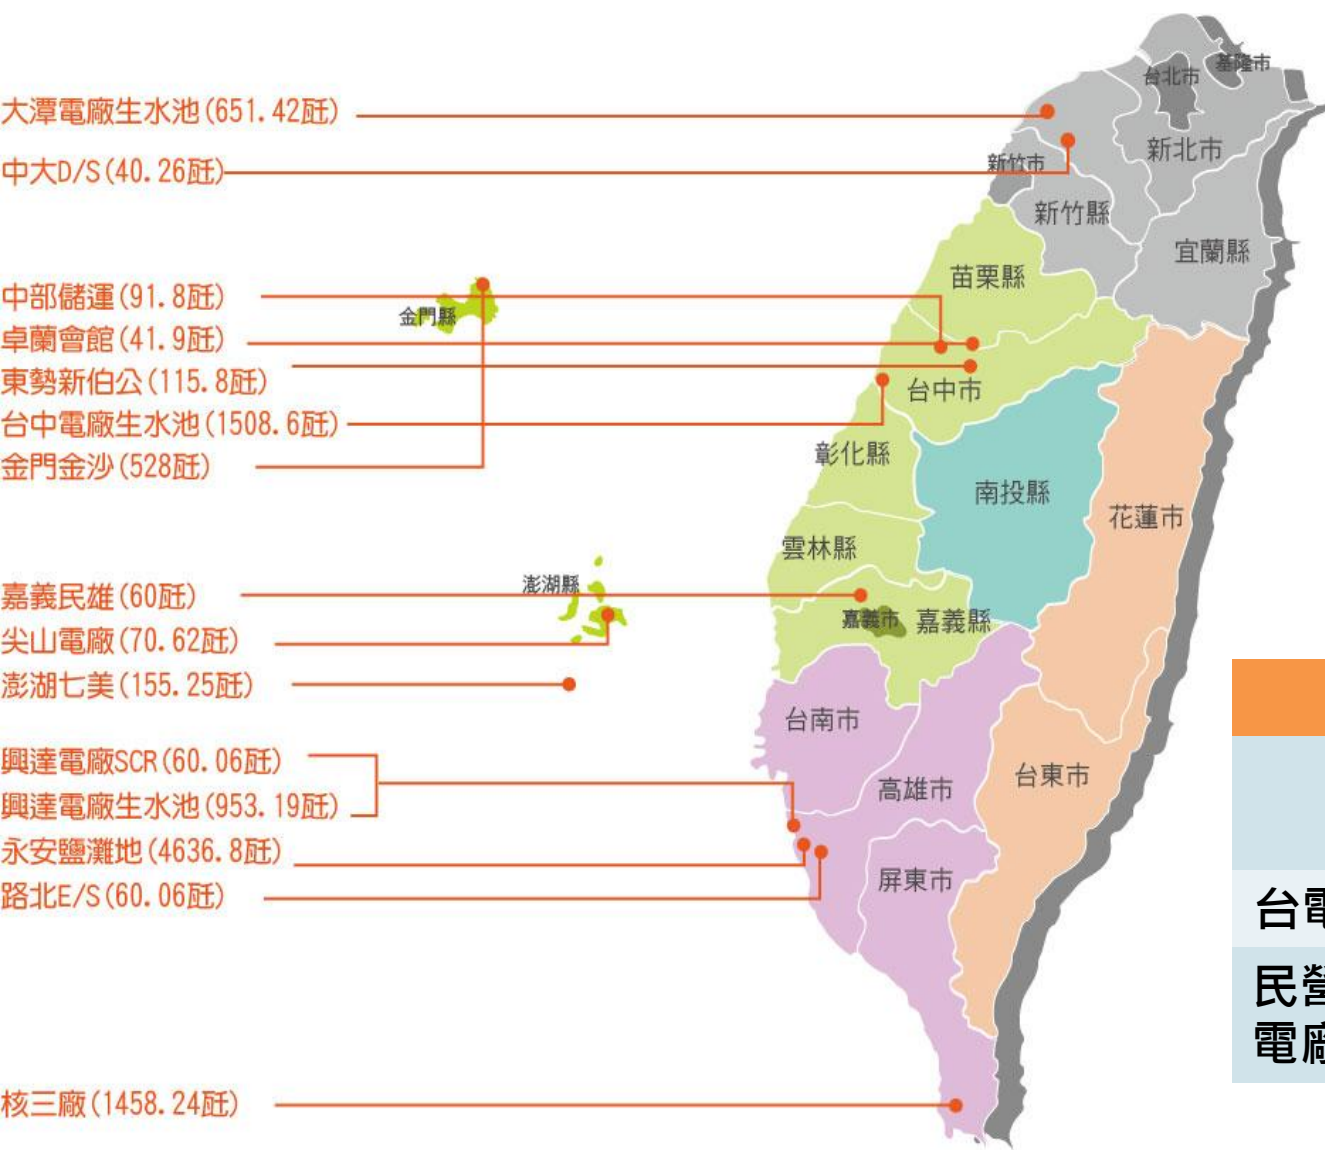 大潭電廠生水池(651.42瓩)
中大D/S(40.26瓩)
中部儲運(91.8瓩)
卓蘭會館(41.9瓩)
東勢新伯公(115.8瓩)
台中電廠生水池(1508.6瓩)
金門金沙(528瓩)
嘉義民雄(60瓩)
尖山電廠(70.62瓩)
澎湖七美(155.25瓩)
興達電廠SCR(60.06瓩)
興達電廠生水池(953.19瓩)
永安鹽灘地(4636.8瓩)
路北E/S(60.06瓩)
核三廠(1458.24瓩)
金門縣
澎湖縣
基隆市
台北市
新北市
新竹市
新竹縣
宜蘭縣
苗栗縣
台中市
彰化縣
南投縣
花蓮市
雲林縣
嘉義市
嘉義縣
台南市
高雄市
台東市
屏東市
台電
民營
電廠